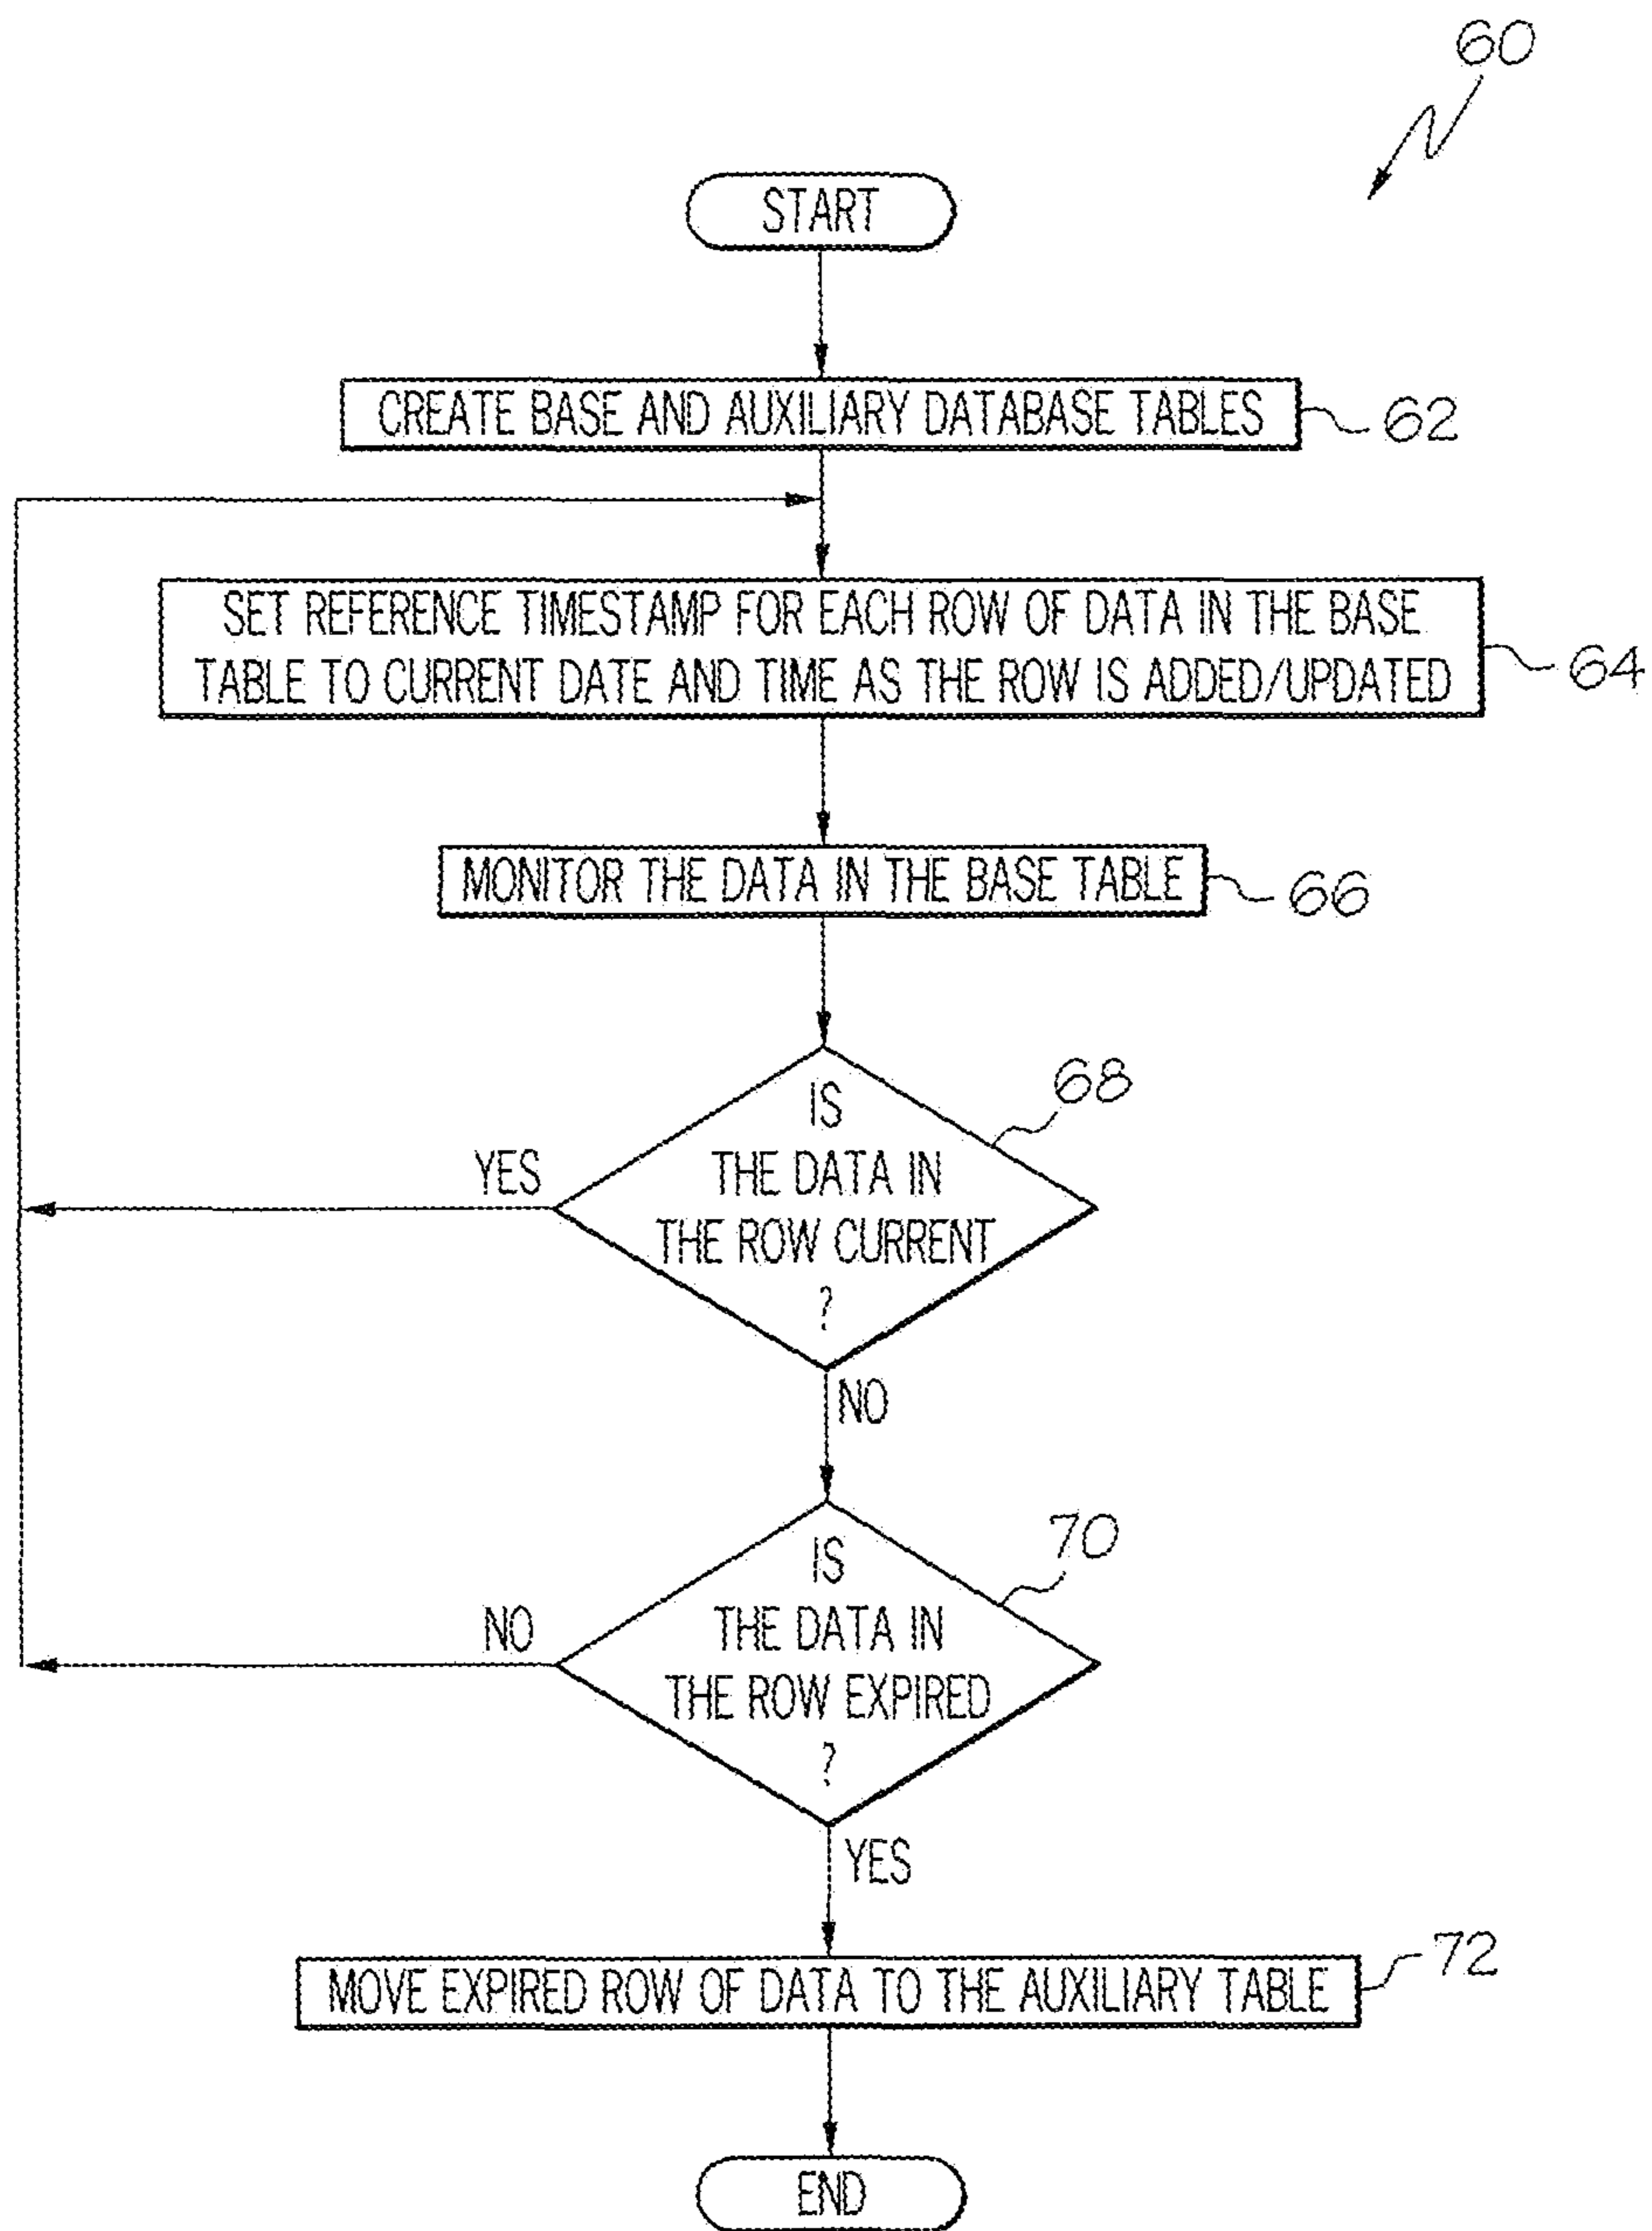 60
START
CREATE BASE AND AUXILIARY DATABASE TABLES
62
SET REFERENCE TIMESTAMP FOR EACH ROW OF DATA IN THE BASE
TABLE TO CURRENT DATE AND TIME AS THE ROW IS ADDED/UPDATED
64
MONITOR THE DATA IN THE BASE TABLE
66
68
IS
THE DATA IN
THE ROW CURRENT
?
YES
NO
70
IS
THE DATA IN
THE ROW EXPIRED
?
NO
YES
MOVE EXPIRED ROW OF DATA TO THE AUXILIARY TABLE
72
END